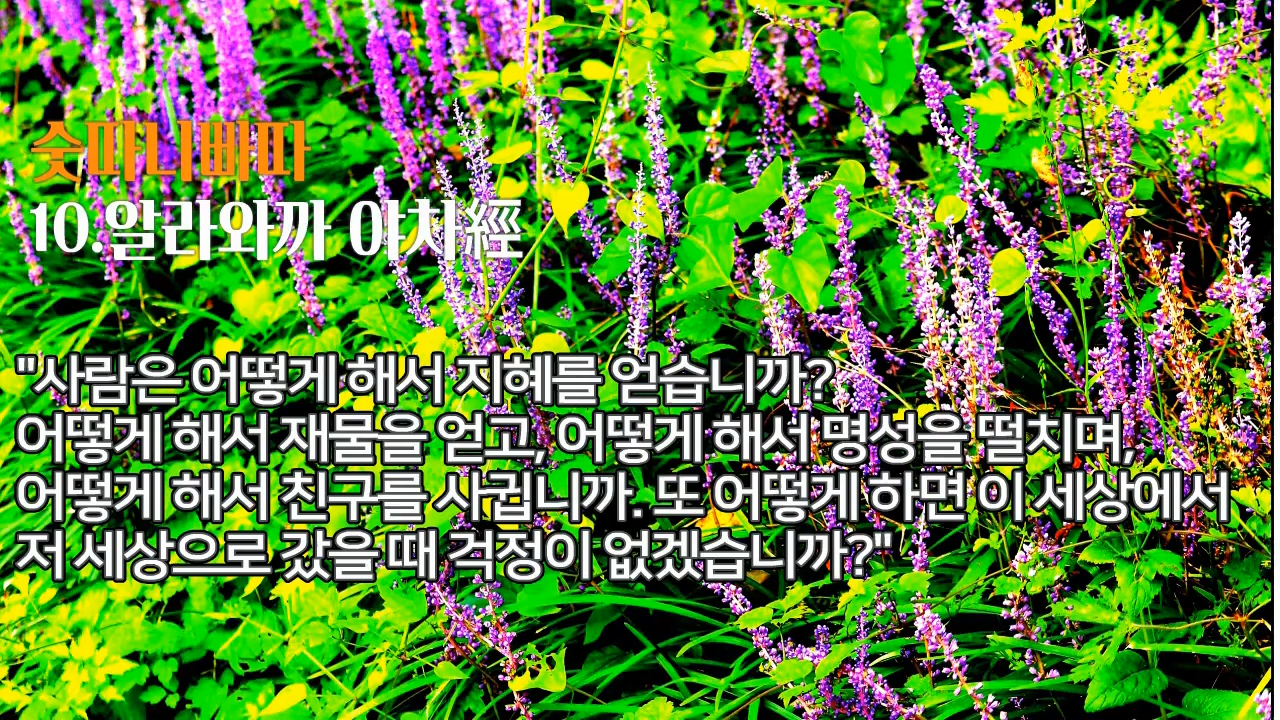 숫따니빠따
10.알라와까 야차經
"사람은 어떻게 해서 지혜를 얻습니까?
어떻게 해서 재물을 얻고, 어떻게 해서 명성을 떨치며,
어떻게 해서 친구를 사귑니까. 또 어떻게 하면 이 세상에서
저 세상으로 갔을 때 걱정이 없겠습니까?"